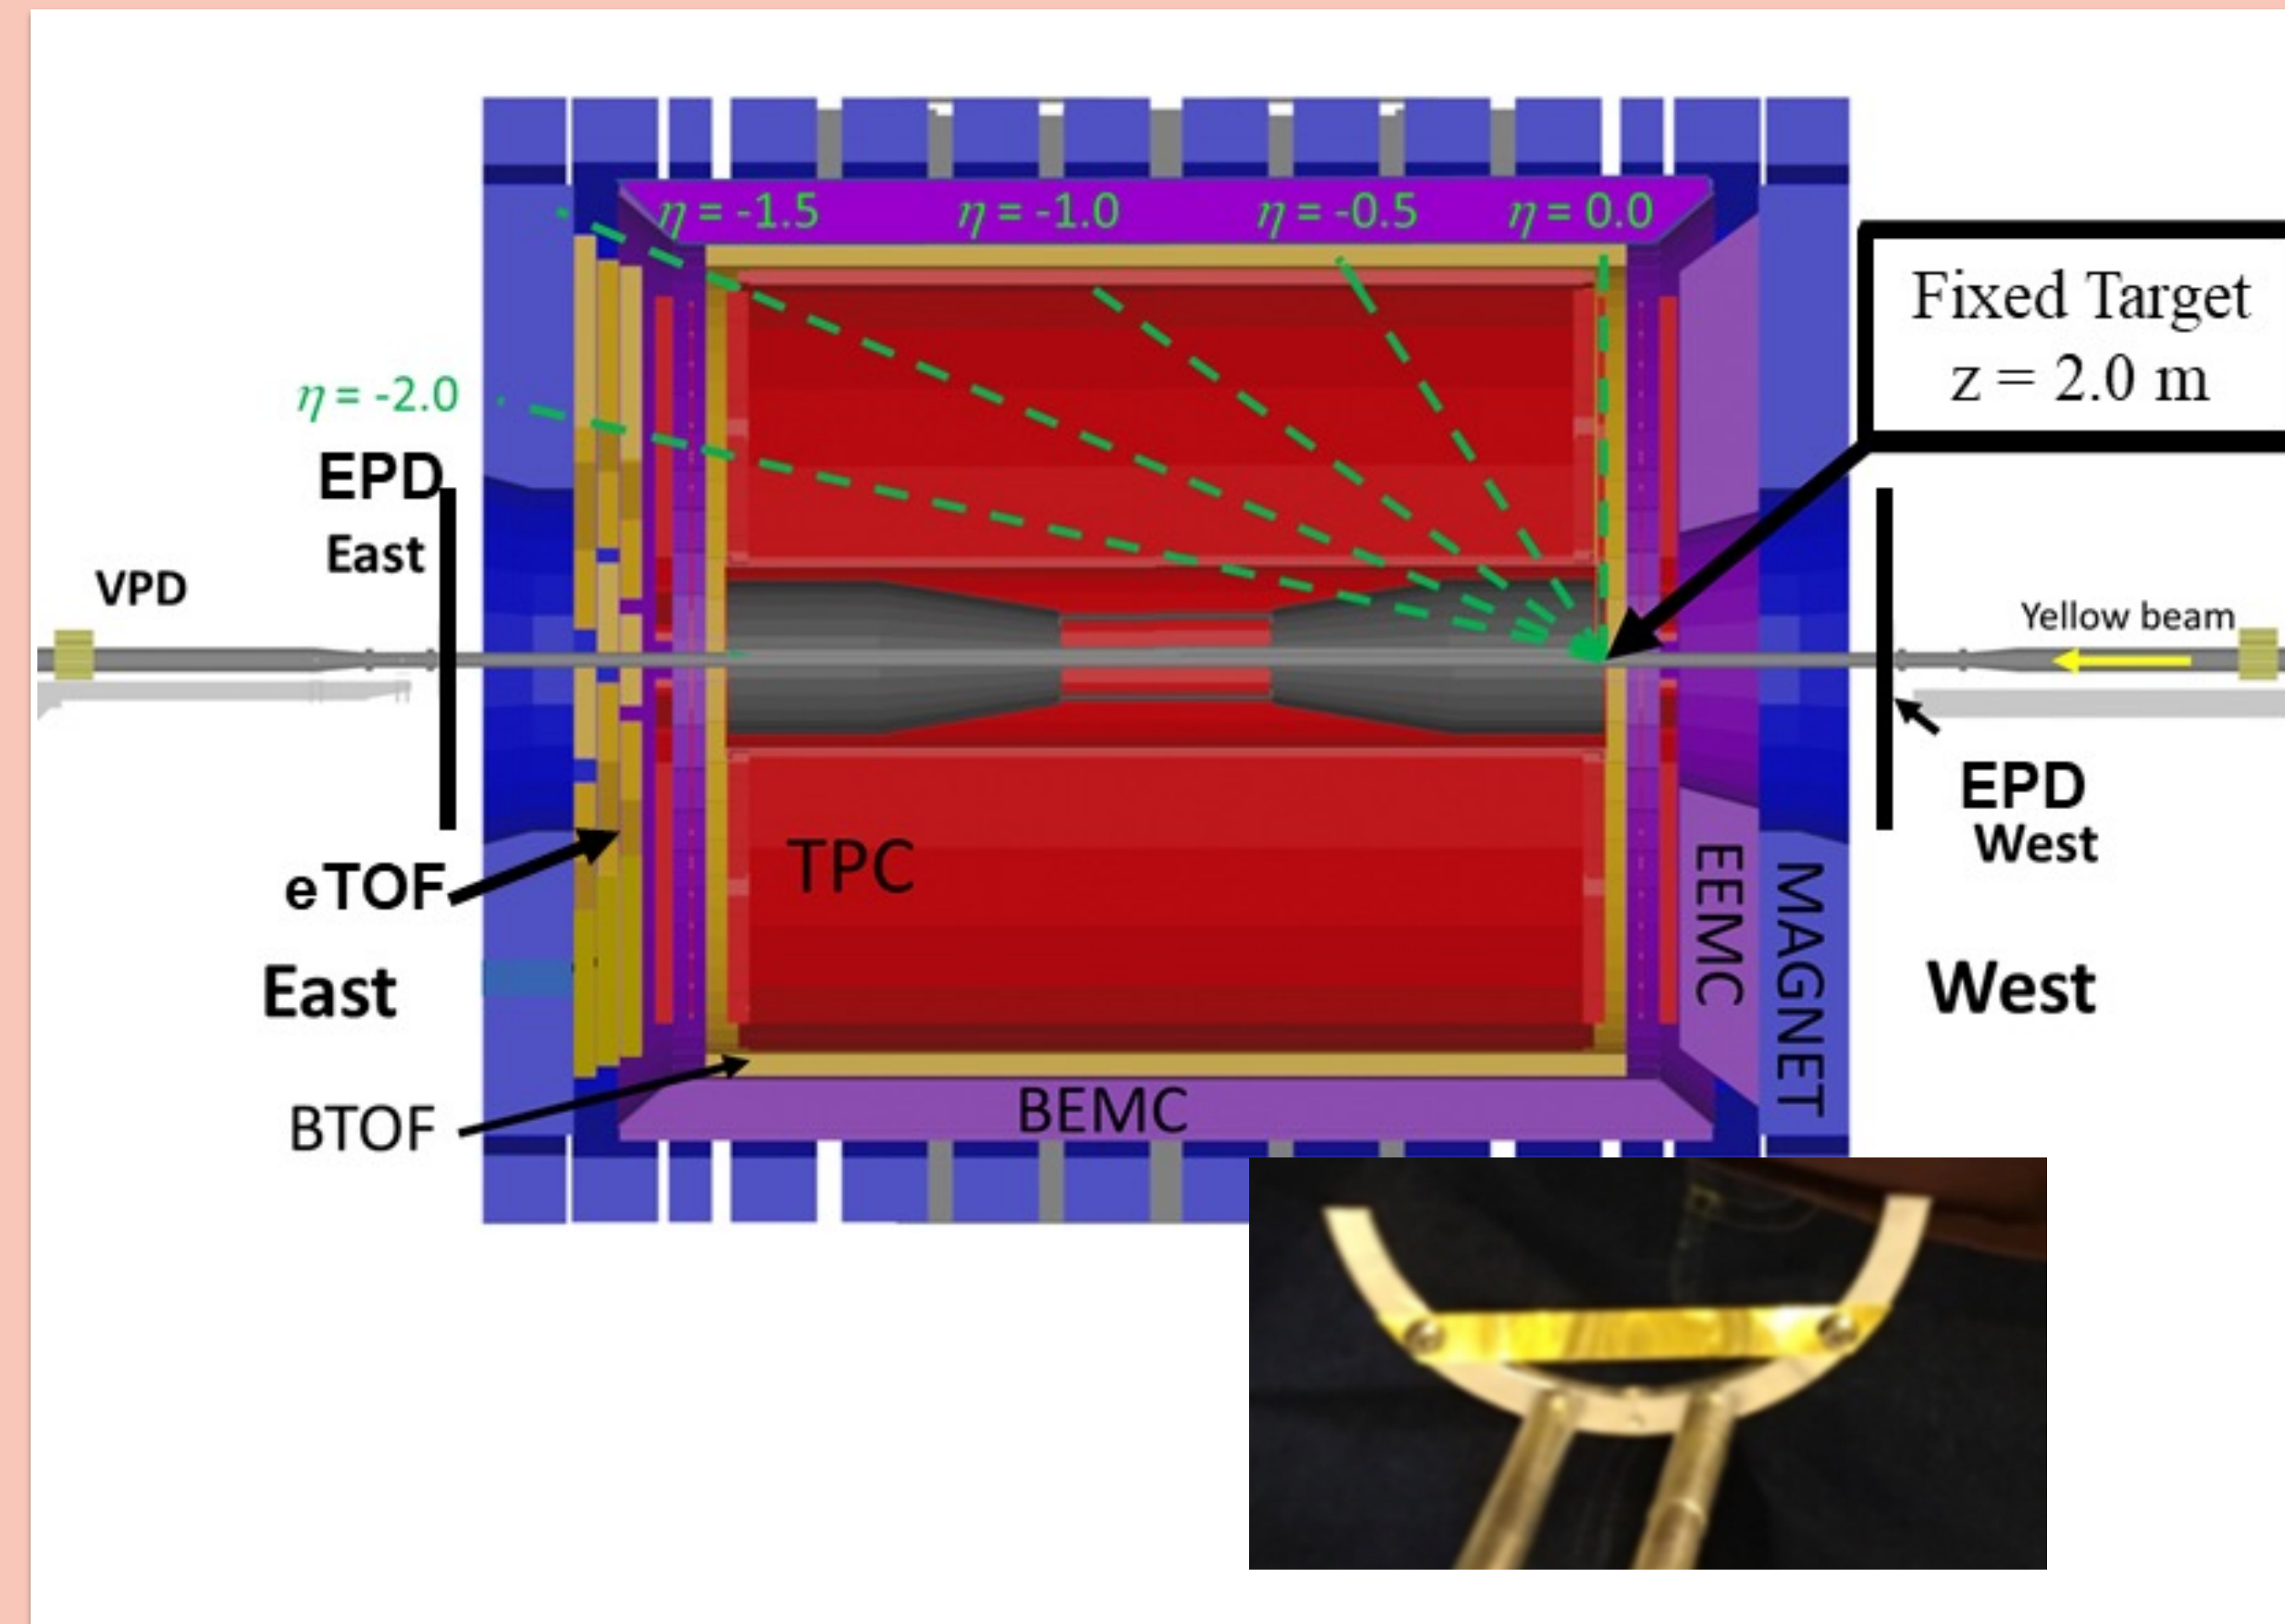 η = -1.5
η = -1.0
η = -0.5
η = 0.0
Fixed Target
z = 2.0 m
η = -2.0
EPD
East
VPD
Yellow beam
EPD
West
TPC
eTOF
East
EEMC
MAGNET
West
BTOF
BEMC